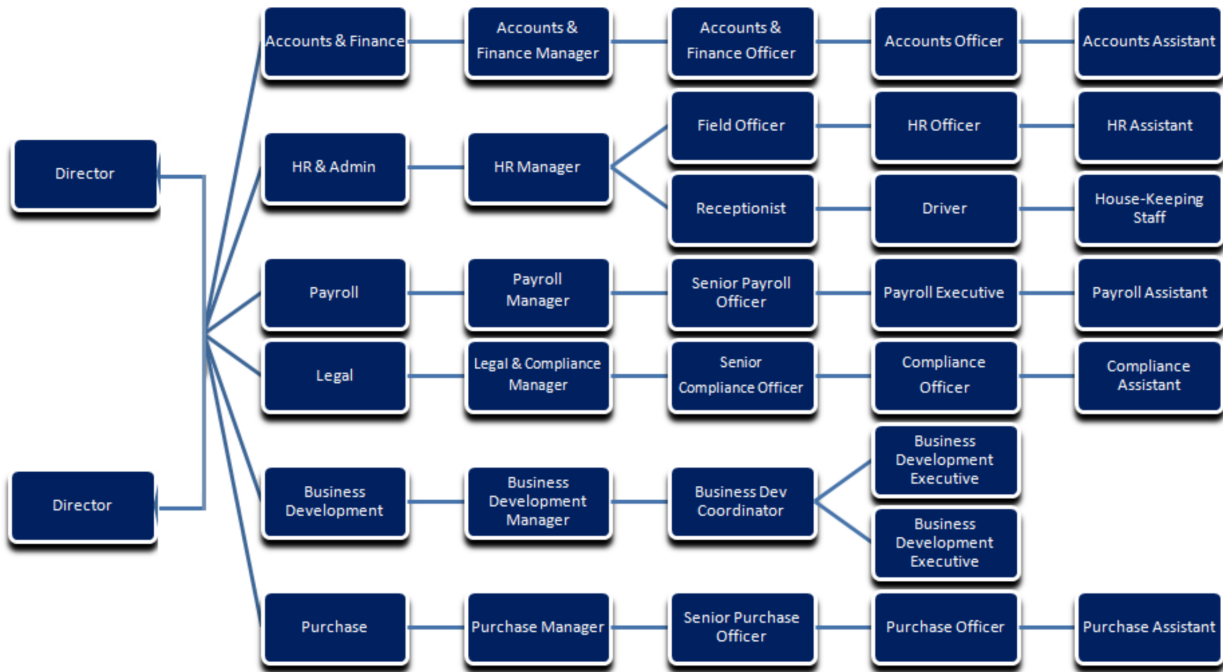 Accounts & Finance
Accounts &
Finance Manager
Accounts &
Finance Officer
Accounts Officer
Accounts Assistant
Director
HR & Admin
HR Manager
Field Officer
HR Officer
HR Assistant
Receptionist
Driver
House-Keeping
Staff
Payroll
Payroll
Manager
Senior Payroll
Officer
Payroll Executive
Payroll Assistant
Legal
Legal & Compliance
Manager
Senior
Compliance Officer
Compliance
Officer
Compliance
Assistant
Director
Business
Development
Business
Development
Manager
Business Dev
Coordinator
Business
Development
Executive
Business
Development
Executive
Purchase
Purchase Manager
Senior Purchase
Officer
Purchase Officer
Purchase Assistant